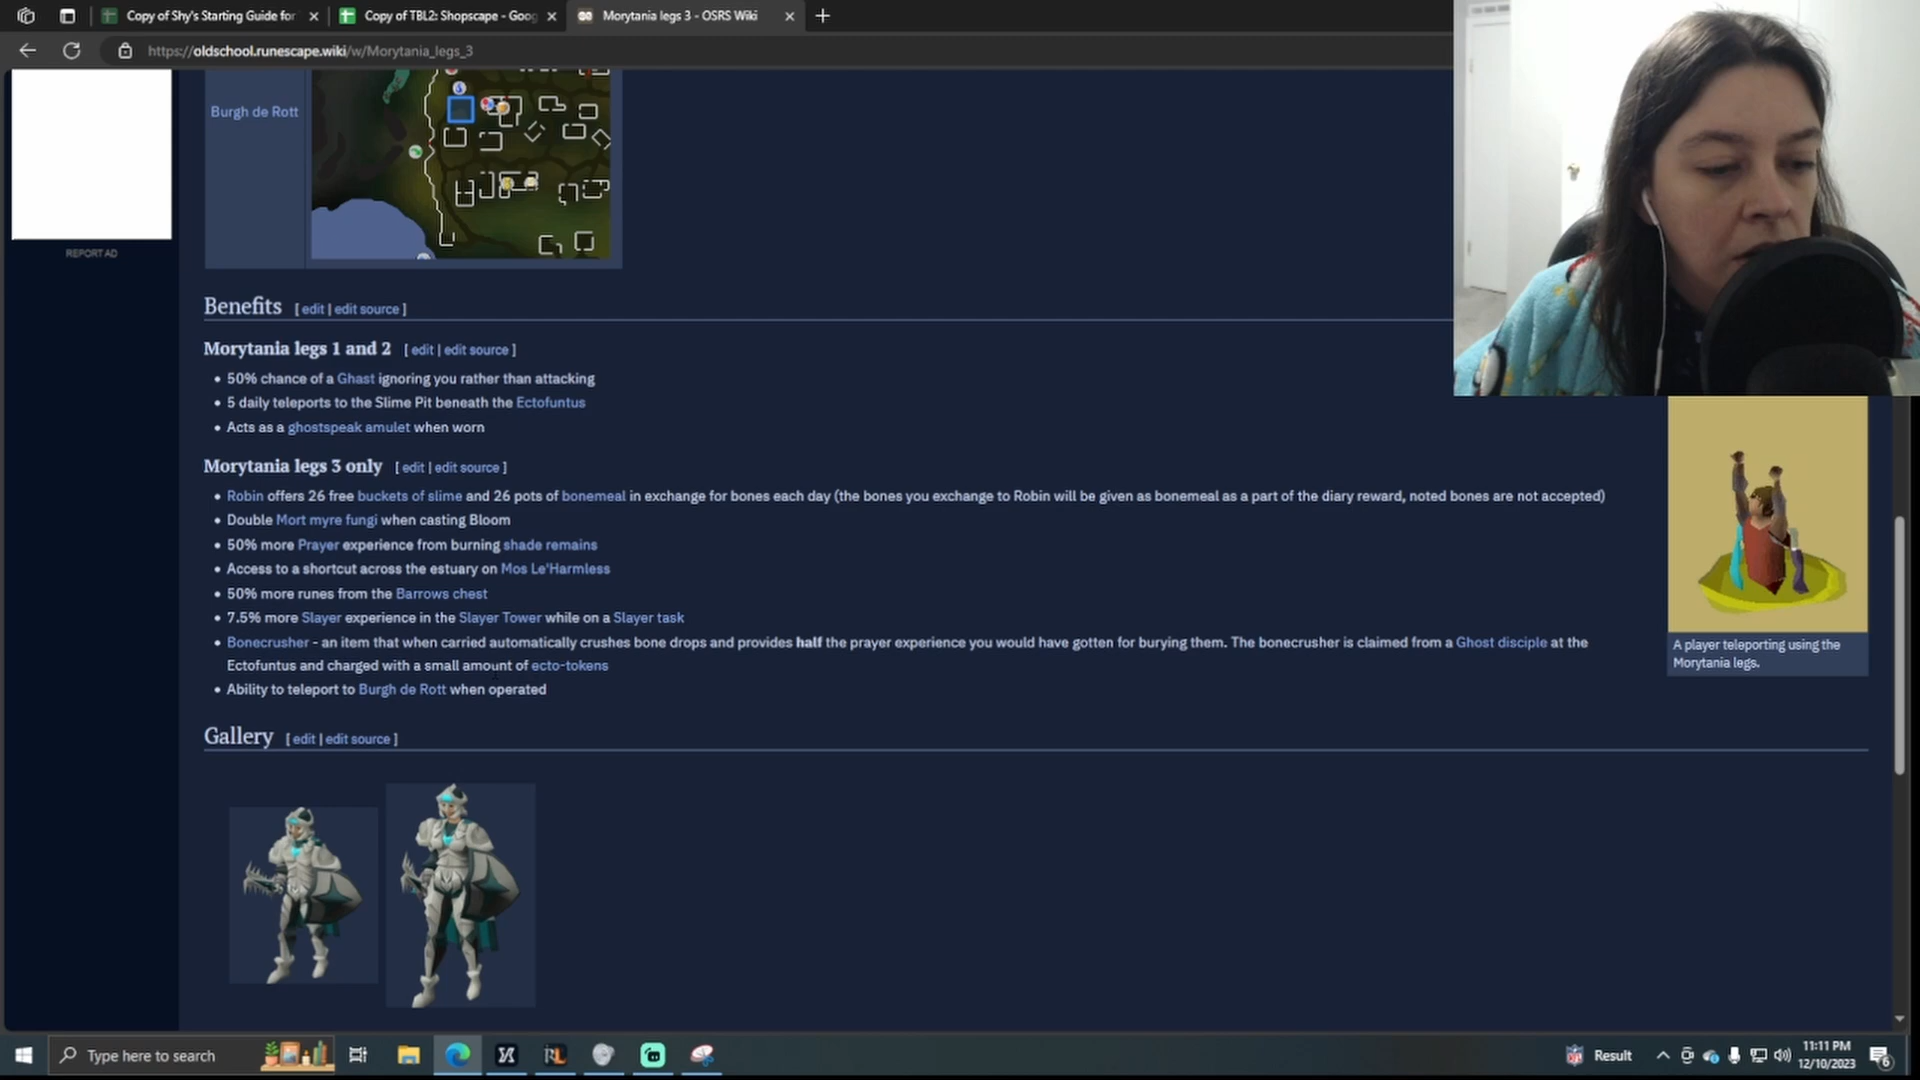 Copy of Shy's Starting Guide for
Copy of TBL2: Shopscape - Goog
Morytania legs 3 - OSRS Wiki
https://oldschool.runescape.wiki/w/Morytania_legs_3
Burgh de Rott
REPORT AD
Benefits [ edit | edit source ]
Morytania legs 1 and 2 [ edit | edit source ]
• 50% chance of a Ghast ignoring you rather than attacking
• 5 daily teleports to the Slime Pit beneath the Ectofuntus
• Acts as a ghostspeak amulet when worn
Morytania legs 3 only [ edit | edit source ]
• Robin offers 26 free buckets of slime and 26 pots of bonemeal in exchange for bones each day (the bones you exchange to Robin will be given as bonemeal as a part of the diary reward, noted bones are not accepted)
• Double Mort myre fungi when casting Bloom
• 50% more Prayer experience from burning shade remains
• Access to a shortcut across the estuary on Mos Le'Harmless
• 50% more runes from the Barrows chest
• 7.5% more Slayer experience in the Slayer Tower while on a Slayer task
• Bonecrusher - an item that when carried automatically crushes bone drops and provides half the prayer experience you would have gotten for burying them. The bonecrusher is claimed from a Ghost disciple at the
Ectofuntus and charged with a small amount of ecto-tokens
• Ability to teleport to Burgh de Rott when operated
A player teleporting using the
Morytania legs.
Gallery [ edit | edit source ]
Type here to search
Result
11:11 PM
12/10/2023
6